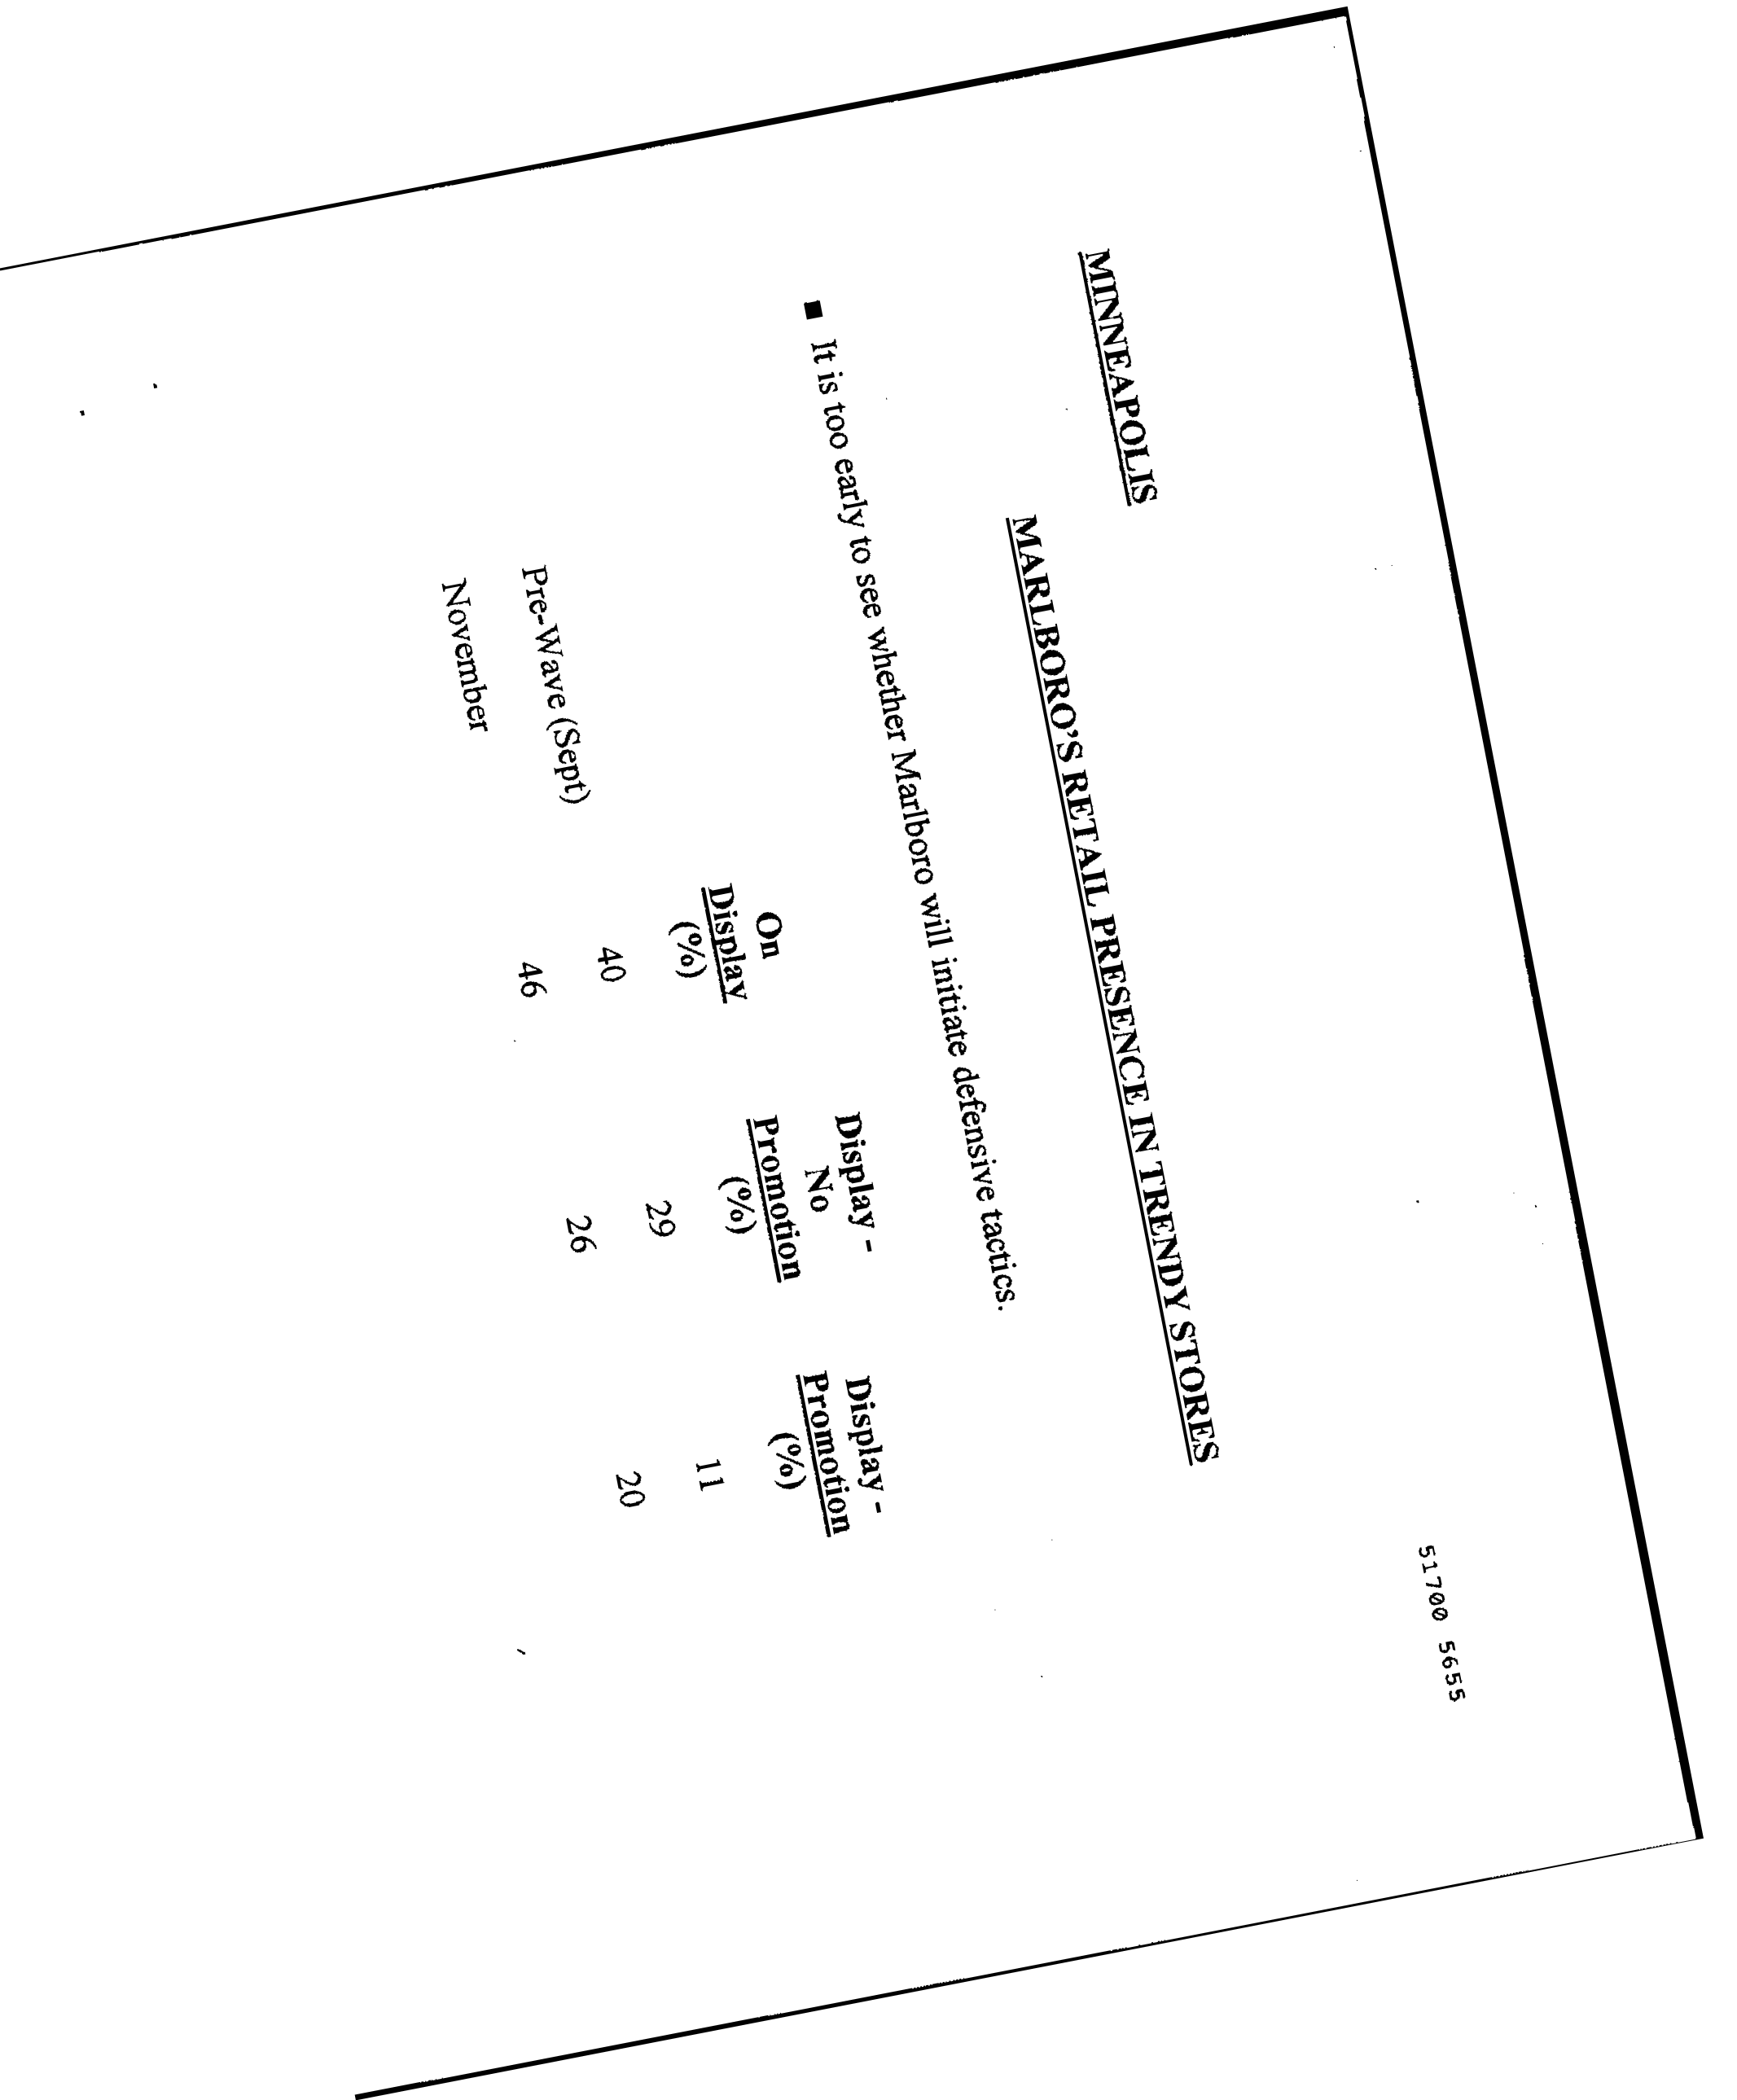 51700 5655
MINNEAPOLIS
MARLBORO'S RETAIL PRESENCE IN TRENDY STORES
■ It is too early to see whether Marlboro will initiate defensive tactics.
On Display (%)
Display - No Promotion (%)
Display - Promotion (%)
Pre-Wave (Sept) 40 29 11
November 46 26 20